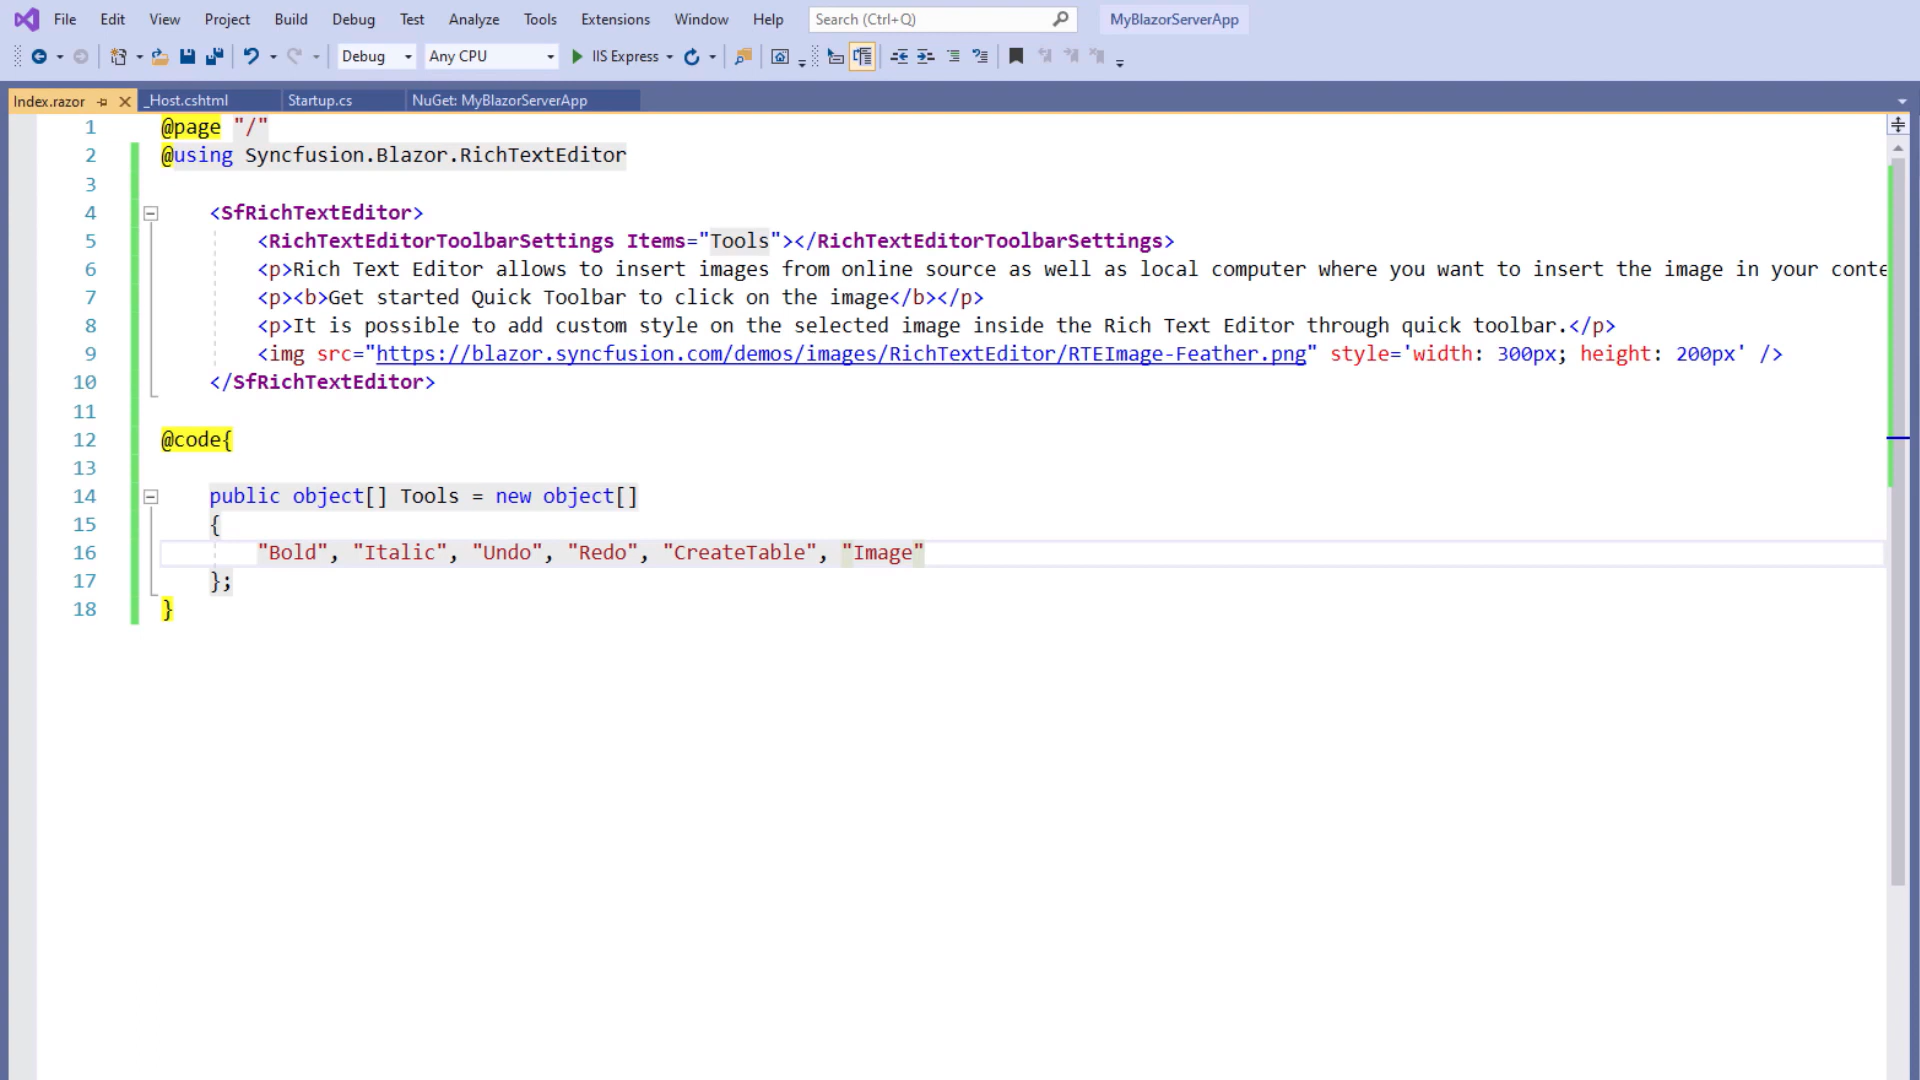 File Edit View Project Build Debug Test Analyze Tools Extensions Window Help Search (Ctrl+Q) MyBlazorServerApp
Debug Any CPU IIS Express
Index.razor _Host.cshtml Startup.cs NuGet: MyBlazorServerApp
1 @page "/"
2 @using Syncfusion.Blazor.RichTextEditor
3
4 <SfRichTextEditor>
5 <RichTextEditorToolbarSettings Items="Tools"></RichTextEditorToolbarSettings>
6 <p>Rich Text Editor allows to insert images from online source as well as local computer where you want to insert the image in your conte
7 <p><b>Get started Quick Toolbar to click on the image</b></p>
8 <p>It is possible to add custom style on the selected image inside the Rich Text Editor through quick toolbar.</p>
9 <img src="https://blazor.syncfusion.com/demos/images/RichTextEditor/RTEImage-Feather.png" style='width: 300px; height: 200px' />
10 </SfRichTextEditor>
11
12 @code{
13
14 public object[] Tools = new object[]
15 {
16 "Bold", "Italic", "Undo", "Redo", "CreateTable", "Image"
17 };
18 }